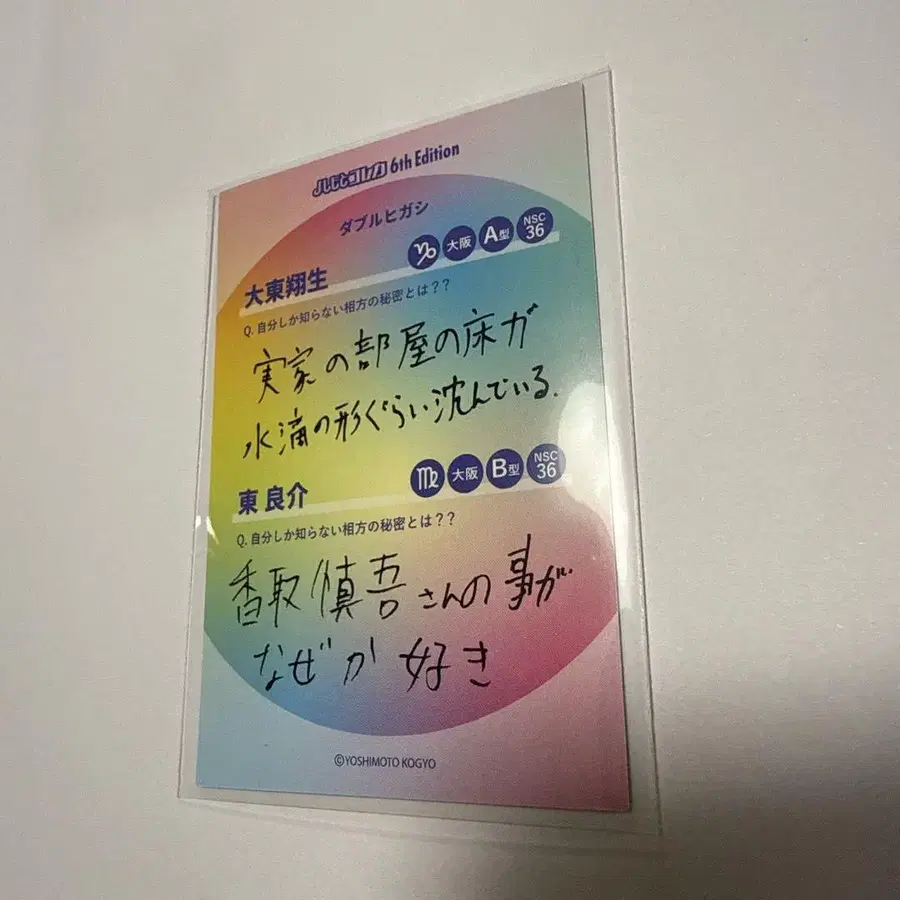 よしもとコレカ 6th Edition
ダブルヒガシ
大東翔生 ♑ 大阪 A型 NSC 36
Q. 自分しか知らない相方の秘密とは？？
実家の部屋の床が
水滴の形ぐらい沈んでいる.
東 良介 ♏ 大阪 B型 NSC 36
Q. 自分しか知らない相方の秘密とは？？
香取慎吾さんの事が
なぜか好き
©YOSHIMOTO KOGYO